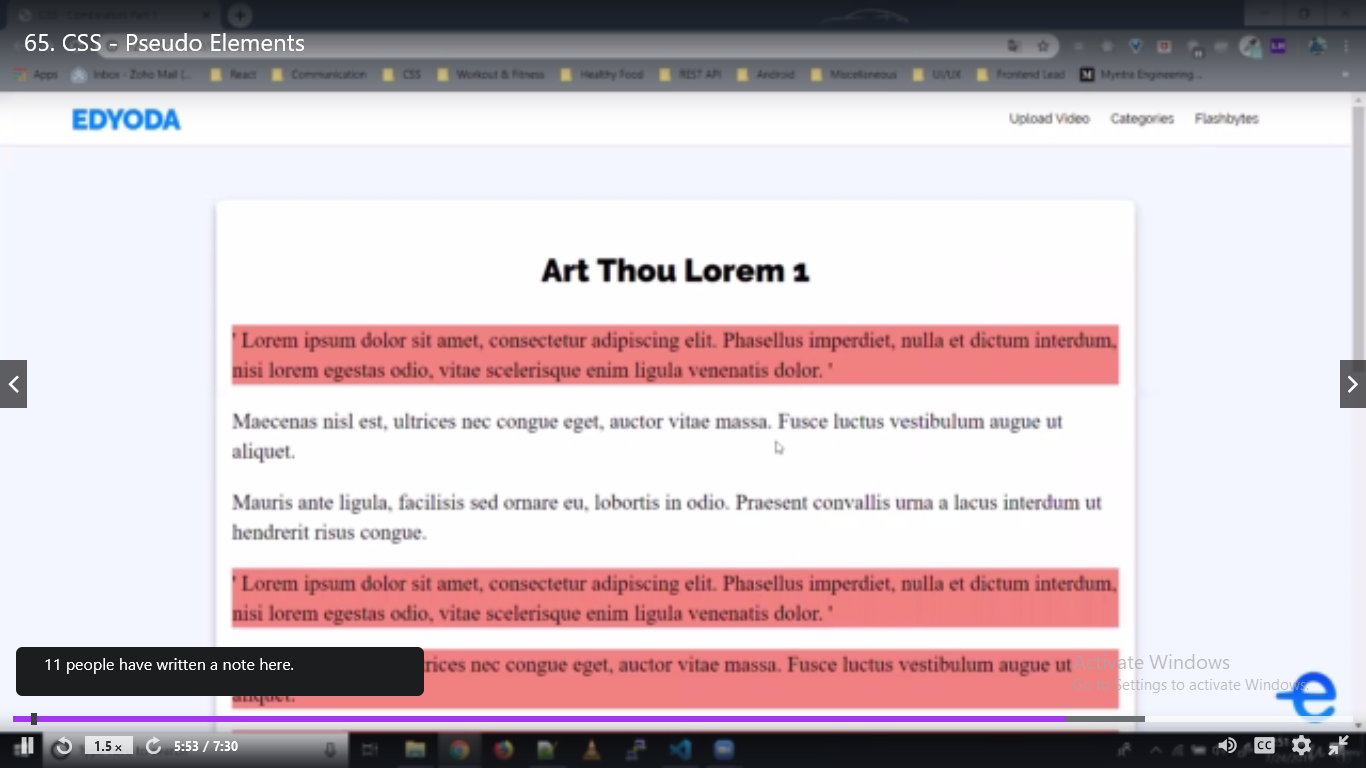 CSS - Combinators Part 1
65. CSS - Pseudo Elements
Apps Inbox - Zoho Mail (... React Communication CSS Workout & Fitness Healthy Food REST API Android Miscellaneous UI/UX Frontend Lead M Myntra Engineering...
EDYODA
Upload Video Categories Flashbytes
Art Thou Lorem 1
' Lorem ipsum dolor sit amet, consectetur adipiscing elit. Phasellus imperdiet, nulla et dictum interdum,
nisi lorem egestas odio, vitae scelerisque enim ligula venenatis dolor. '
Maecenas nisl est, ultrices nec congue eget, auctor vitae massa. Fusce luctus vestibulum augue ut
aliquet.
Mauris ante ligula, facilisis sed ornare eu, lobortis in odio. Praesent convallis urna a lacus interdum ut
hendrerit risus congue.
' Lorem ipsum dolor sit amet, consectetur adipiscing elit. Phasellus imperdiet, nulla et dictum interdum,
nisi lorem egestas odio, vitae scelerisque enim ligula venenatis dolor. '
11 people have written a note here.
trices nec congue eget, auctor vitae massa. Fusce luctus vestibulum augue ut
aliquet.
Activate Windows
Settings to activate Windows.
e
1.5 x 5:53 / 7:30
CC